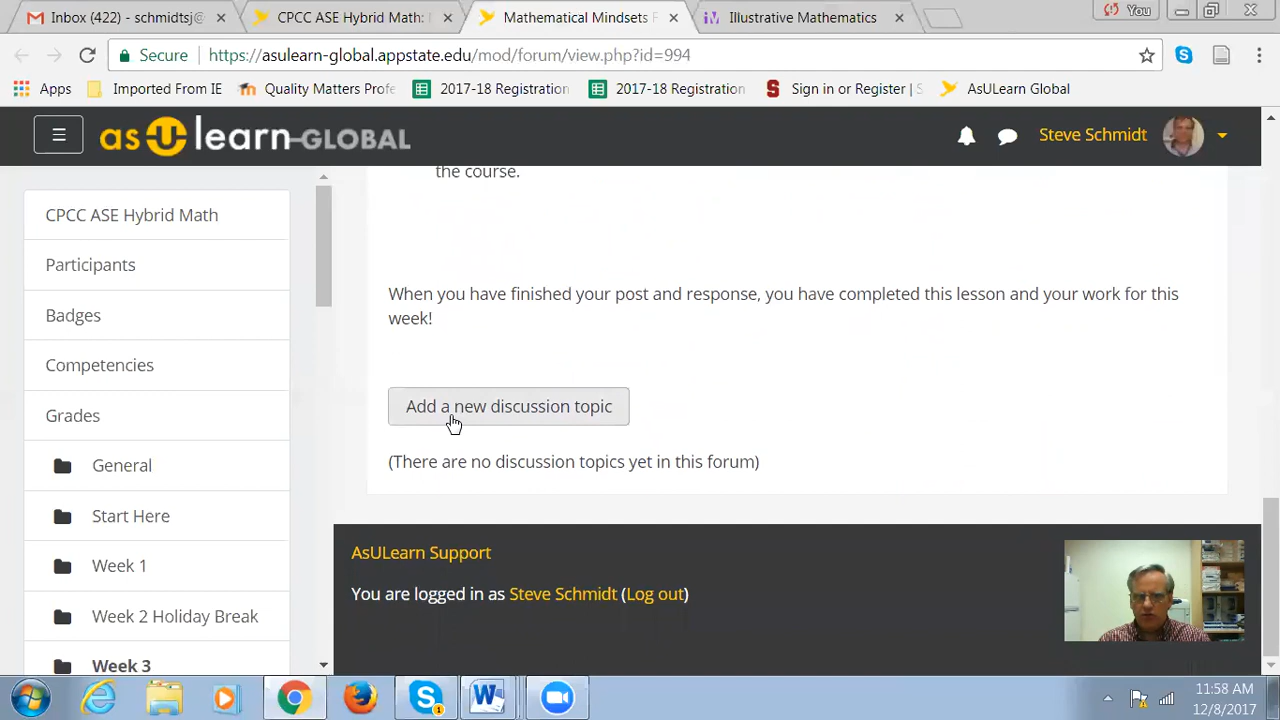 Inbox (422) - schmidtsj@
CPCC ASE Hybrid Math:
Mathematical Mindsets F
Illustrative Mathematics
You
Secure
https://asulearn-global.appstate.edu/mod/forum/view.php?id=994
Apps
Imported From IE
Quality Matters Profe
2017-18 Registration
2017-18 Registration
Sign in or Register | S
AsULearn Global
asULearn-GLOBAL
Steve Schmidt
the course.
CPCC ASE Hybrid Math
Participants
Badges
Competencies
Grades
General
Start Here
Week 1
Week 2 Holiday Break
Week 3
When you have finished your post and response, you have completed this lesson and your work for this
week!
Add a new discussion topic
(There are no discussion topics yet in this forum)
AsULearn Support
You are logged in as Steve Schmidt (Log out)
11:58 AM
12/8/2017